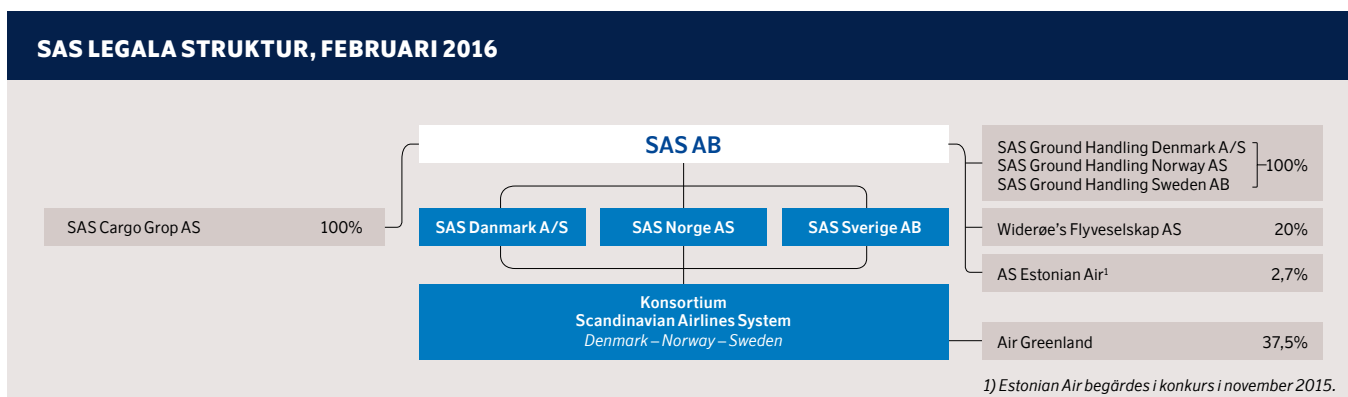 SAS LEGALA STRUKTUR, FEBRUARI 2016
SAS AB
SAS Ground Handling Denmark A/S
SAS Ground Handling Norway AS 100%
SAS Ground Handling Sweden AB
SAS Cargo Grop AS 100%
SAS Danmark A/S
SAS Norge AS
SAS Sverige AB
Widerøe’s Flyveselskap AS 20%
AS Estonian Air¹ 2,7%
Konsortium
Scandinavian Airlines System
Denmark – Norway – Sweden
Air Greenland 37,5%
1) Estonian Air begärdes i konkurs i november 2015.